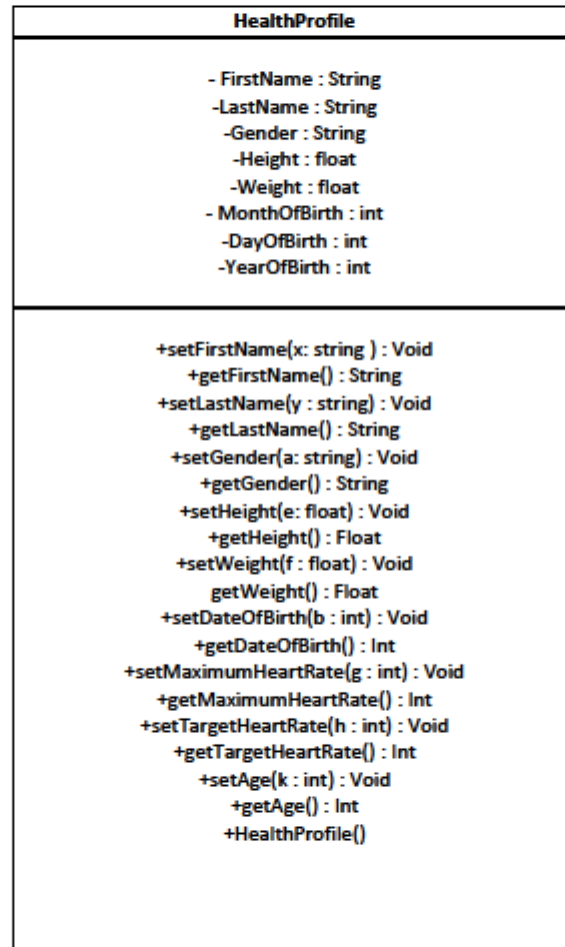 HealthProfile
- FirstName : String
-LastName : String
-Gender : String
-Height : float
-Weight : float
- MonthOfBirth : int
-DayOfBirth : int
-YearOfBirth : int
+setFirstName(x: string ) : Void
+getFirstName() : String
+setLastName(y : string) : Void
+getLastName() : String
+setGender(a: string) : Void
+getGender() : String
+setHeight(e: float) : Void
+getHeight() : Float
+setWeight(f : float) : Void
getWeight() : Float
+setDateOfBirth(b : int) : Void
+getDateOfBirth() : Int
+setMaximumHeartRate(g : int) : Void
+getMaximumHeartRate() : Int
+setTargetHeartRate(h : int) : Void
+getTargetHeartRate() : Int
+setAge(k : int) : Void
+getAge() : Int
+HealthProfile()